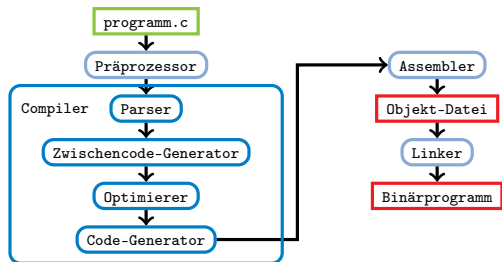 programm.c
Präprozessor
Compiler
Parser
Zwischencode-Generator
Optimierer
Code-Generator
Assembler
Objekt-Datei
Linker
Binärprogramm